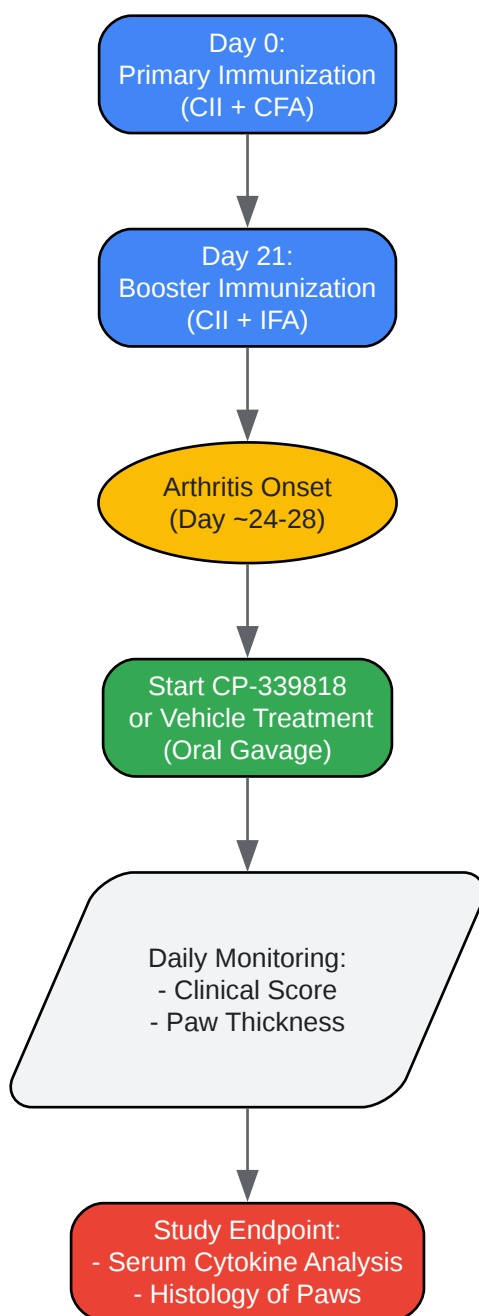 Day 0:
Primary Immunization
(CII + CFA)
Day 21:
Booster Immunization
(CII + IFA)
Arthritis Onset
(Day ~24-28)
Start CP-339818
or Vehicle Treatment
(Oral Gavage)
Daily Monitoring:
- Clinical Score
- Paw Thickness
Study Endpoint:
- Serum Cytokine Analysis
- Histology of Paws